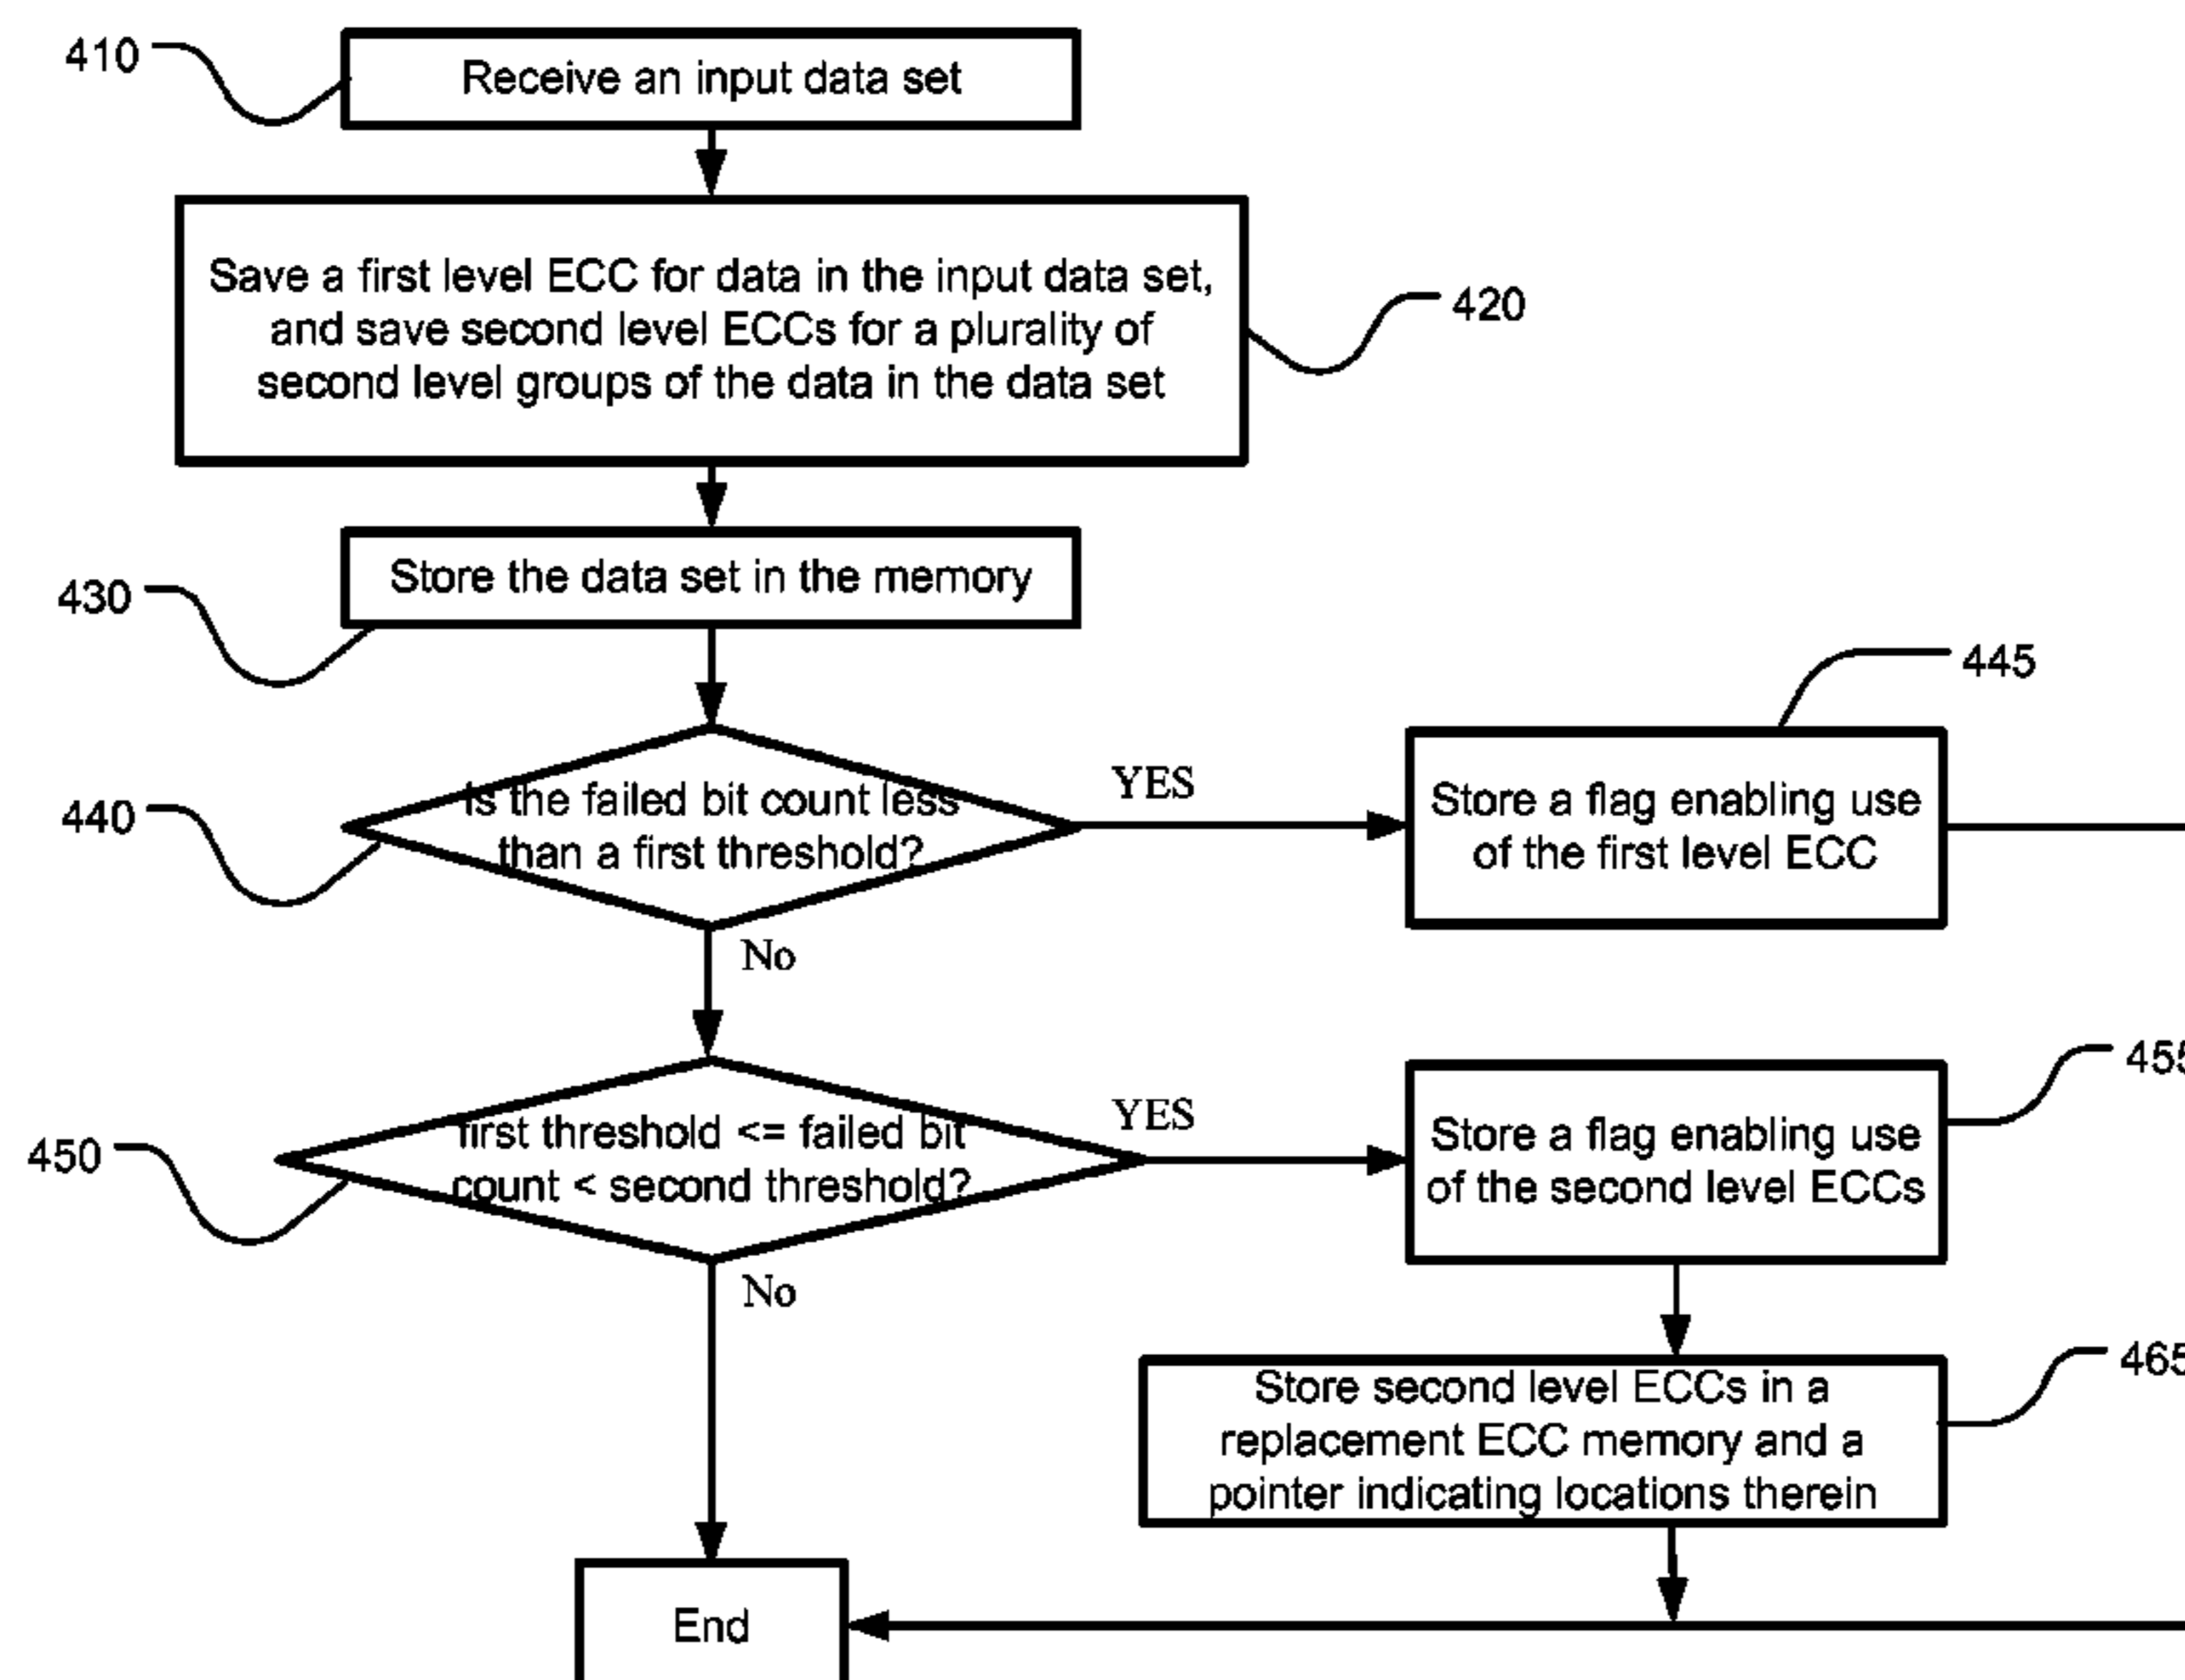 410
Receive an input data set
Save a first level ECC for data in the input data set,
and save second level ECCs for a plurality of
second level groups of the data in the data set
420
Store the data set in the memory
430
445
Is the failed bit count less
than a first threshold?
440
YES
Store a flag enabling use
of the first level ECC
No
455
first threshold <= failed bit
count < second threshold?
450
YES
Store a flag enabling use
of the second level ECCs
No
465
Store second level ECCs in a
replacement ECC memory and a
pointer indicating locations therein
End